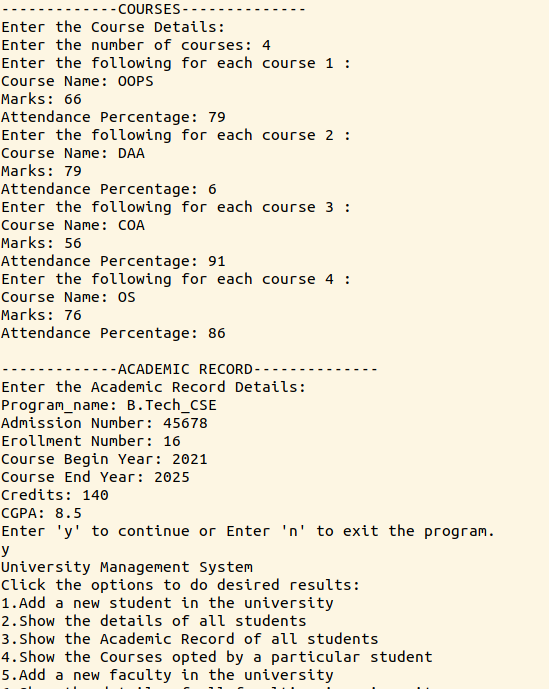 -------------COURSES--------------
Enter the Course Details:
Enter the number of courses: 4
Enter the following for each course 1 :
Course Name: OOPS
Marks: 66
Attendance Percentage: 79
Enter the following for each course 2 :
Course Name: DAA
Marks: 79
Attendance Percentage: 6
Enter the following for each course 3 :
Course Name: COA
Marks: 56
Attendance Percentage: 91
Enter the following for each course 4 :
Course Name: OS
Marks: 76
Attendance Percentage: 86
-------------ACADEMIC RECORD--------------
Enter the Academic Record Details:
Program_name: B.Tech_CSE
Admission Number: 45678
Erollment Number: 16
Course Begin Year: 2021
Course End Year: 2025
Credits: 140
CGPA: 8.5
Enter 'y' to continue or Enter 'n' to exit the program.
y
University Management System
Click the options to do desired results:
1.Add a new student in the university
2.Show the details of all students
3.Show the Academic Record of all students
4.Show the Courses opted by a particular student
5.Add a new faculty in the university